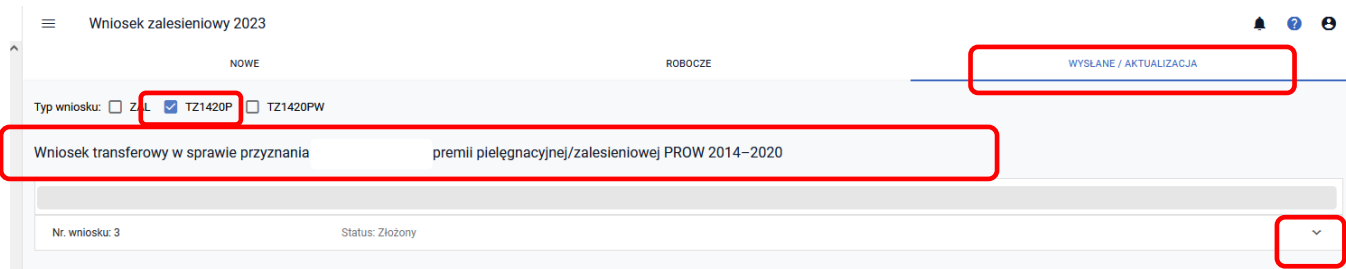 Wniosek zalesieniowy 2023
NOWE ROBOCZE WYSŁANE / AKTUALIZACJA
Typ wniosku: ZAL TZ1420P TZ1420PW
Wniosek transferowy w sprawie przyznania premii pielęgnacyjnej/zalesieniowej PROW 2014–2020
Nr. wniosku: 3 Status: Złożony